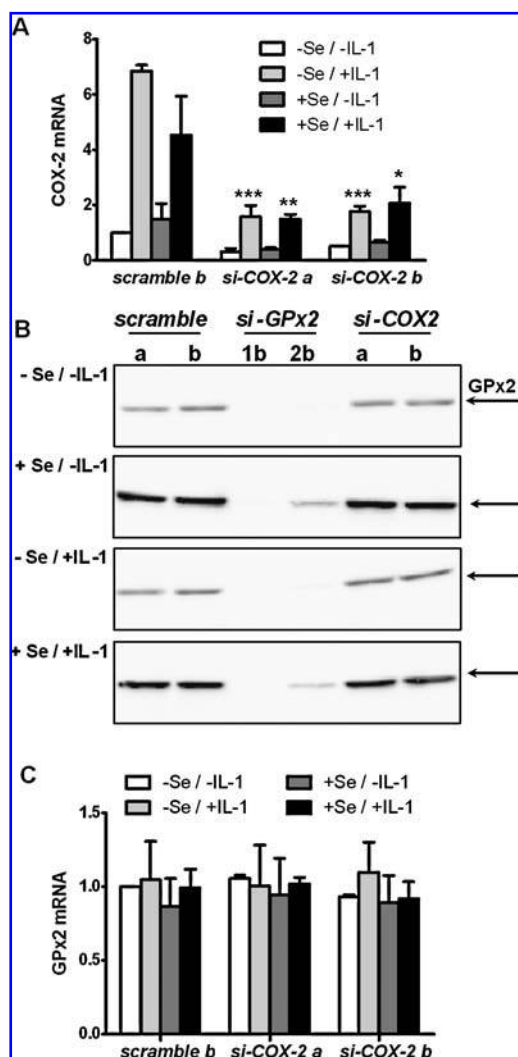 A
8
6
4
2
0
COX-2 mRNA
-Se / -IL-1
-Se / +IL-1
+Se / -IL-1
+Se / +IL-1
*** ** *** *
scramble b si-COX-2 a si-COX-2 b
B
scramble si-GPx2 si-COX2
a b 1b 2b a b
- Se / -IL-1
GPx2
+ Se / -IL-1
- Se / +IL-1
+ Se / +IL-1
C
-Se / -IL-1 +Se / -IL-1
-Se / +IL-1 +Se / +IL-1
1.5
1.0
0.5
0.0
GPx2 mRNA
scramble b si-COX-2 a si-COX-2 b